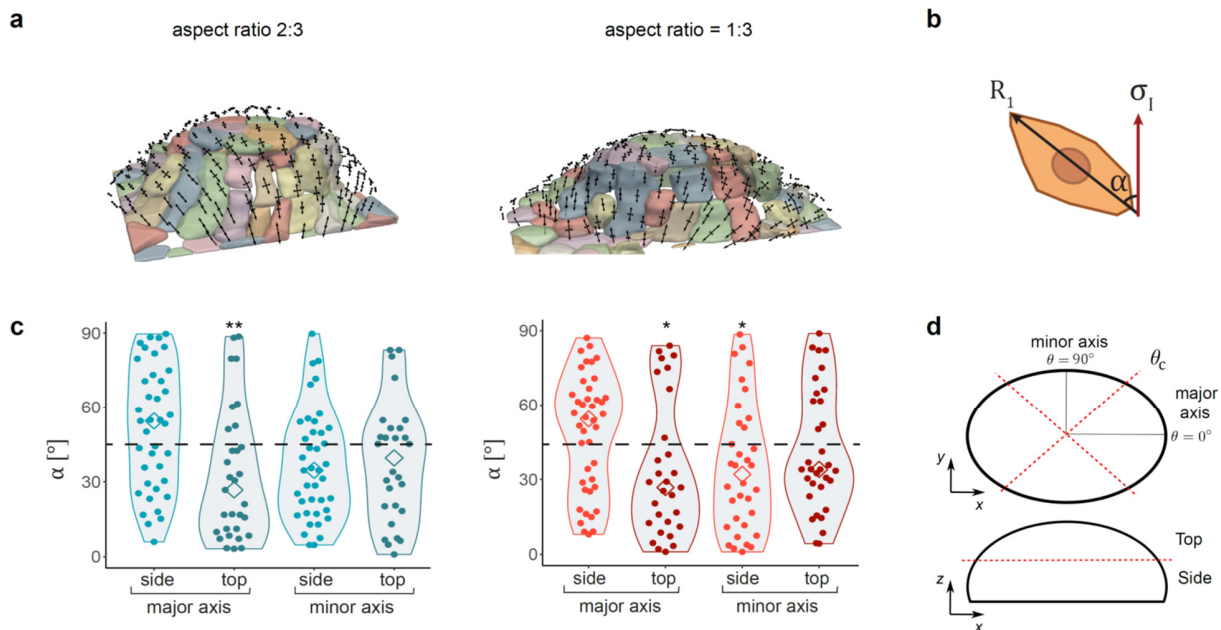 a
aspect ratio 2:3
aspect ratio = 1:3
b
R1
σI
α
c
α [°]
90
60
30
0
**
side
top
side
top
major axis
minor axis
α [°]
90
60
30
0
*
*
side
top
side
top
major axis
minor axis
d
minor axis
θ = 90°
θc
major
axis
θ = 0°
y
x
Top
Side
z
x